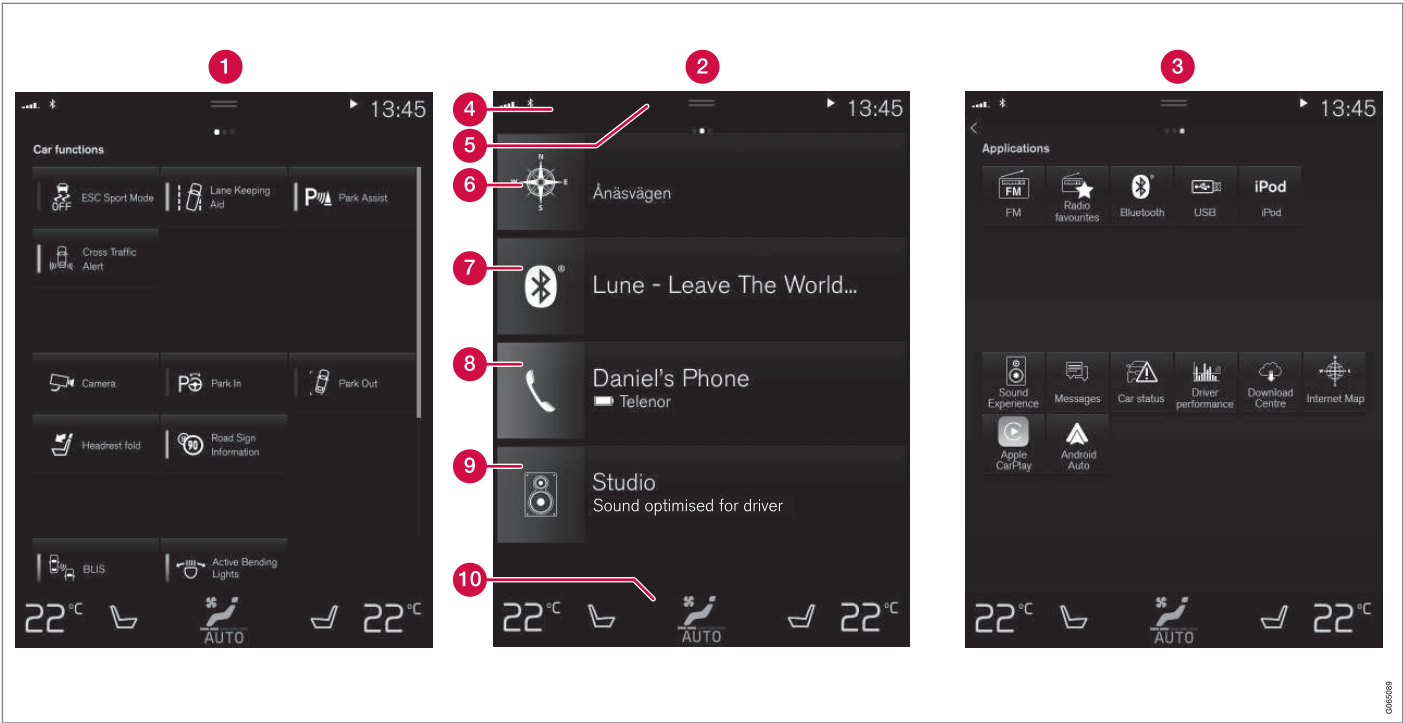 1
2
3
13:45
Car functions
ESC Sport Mode
OFF
Lane Keeping
Aid
Park Assist
P
Cross Traffic
Alert
Camera
P
Park In
Park Out
Headrest fold
90
Road Sign
Information
BLIS
Active Bending
Lights
22°C
AUTO
22°C
4
5
6
7
8
9
10
13:45
N
W
E
S
Ånäsvägen
®
Lune - Leave The World...
Daniel's Phone
Telenor
Studio
Sound optimised for driver
22°C
AUTO
22°C
13:45
Applications
FM
FM
Radio
favourites
Bluetooth
USB
iPod
iPod
Sound
Experience
Messages
Car status
Driver
performance
Download
Centre
Internet Map
Apple
CarPlay
Android
Auto
22°C
AUTO
22°C
G065089